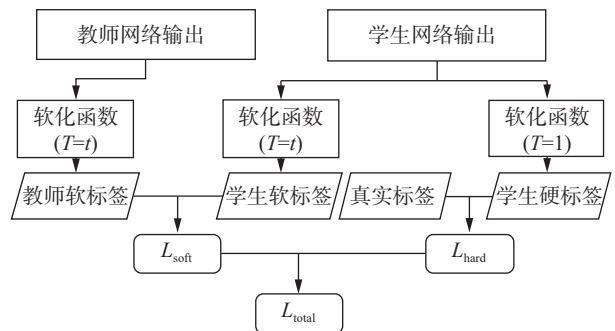 教师网络输出
学生网络输出
软化函数
(T=t)
软化函数
(T=t)
软化函数
(T=1)
教师软标签
学生软标签
真实标签
学生硬标签
L_soft
L_hard
L_total